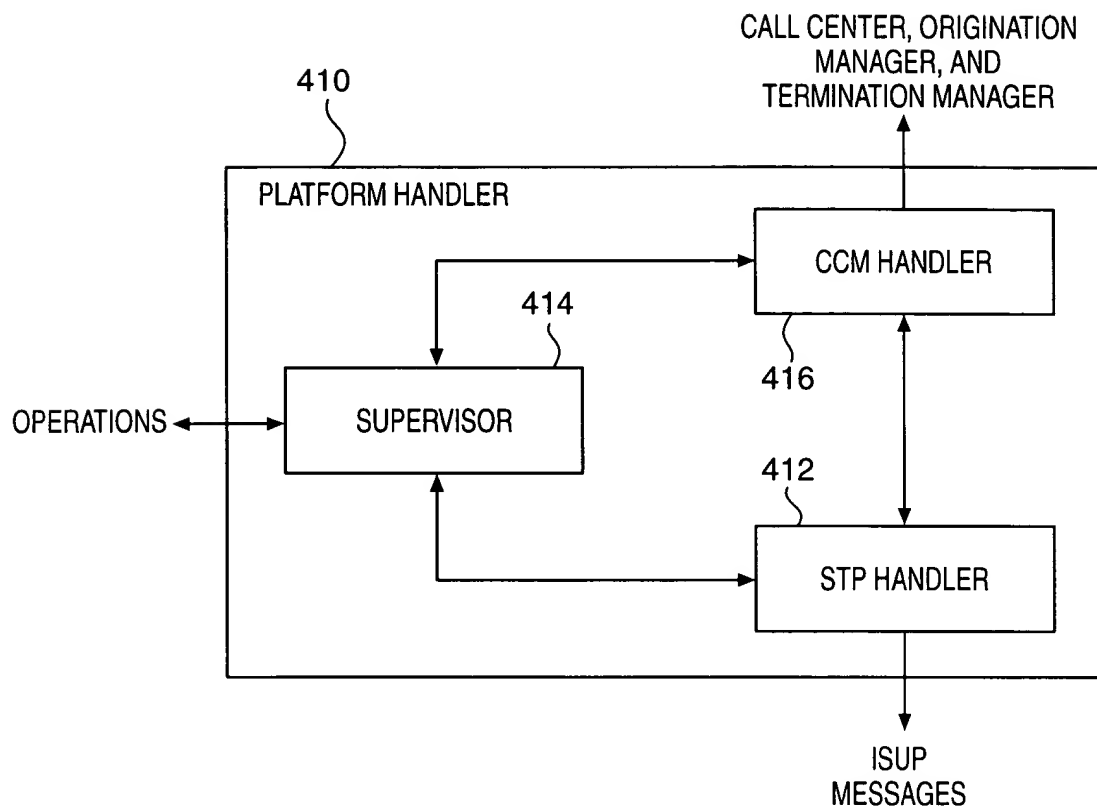 CALL CENTER, ORIGINATION
MANAGER, AND
TERMINATION MANAGER
410
PLATFORM HANDLER
CCM HANDLER
414
416
OPERATIONS
SUPERVISOR
412
STP HANDLER
ISUP
MESSAGES